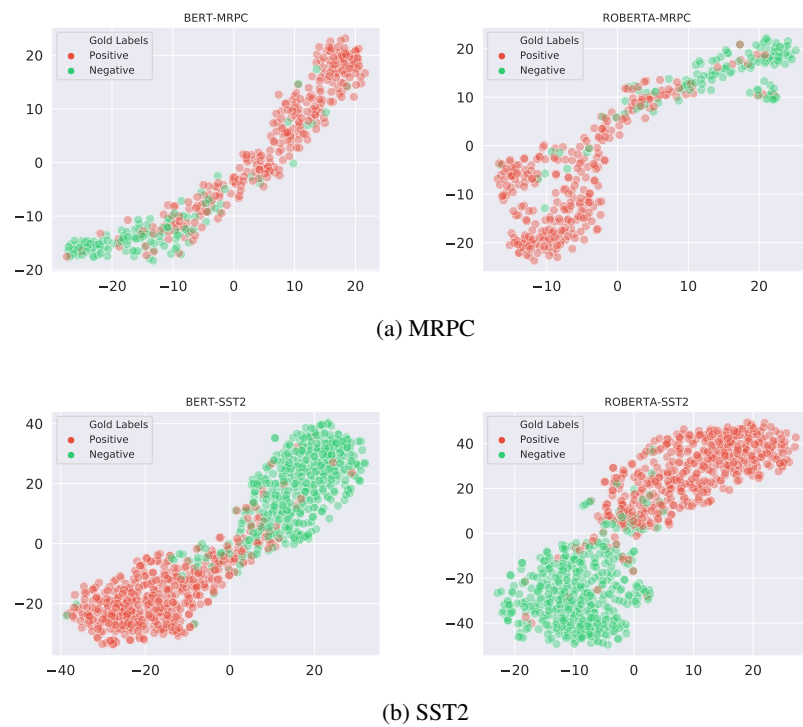 BERT-MRPC
Gold Labels
Positive
Negative
20
10
0
−10
−20
−20 −10 0 10 20
ROBERTA-MRPC
Gold Labels
Positive
Negative
20
10
0
−10
−20
−10 0 10 20
(a) MRPC
BERT-SST2
Gold Labels
Positive
Negative
40
20
0
−20
−40 −20 0 20
ROBERTA-SST2
Gold Labels
Positive
Negative
40
20
0
−20
−40
−20 −10 0 10 20
(b) SST2